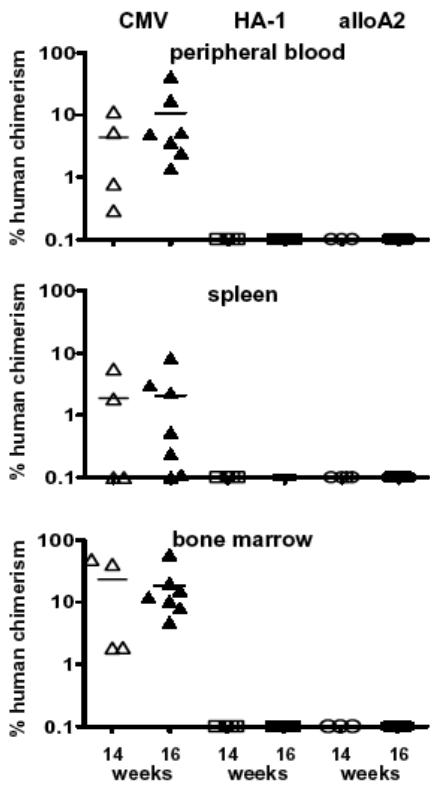 CMV HA-1 alloA2
peripheral blood
% human chimerism
100
10
1
0.1
spleen
% human chimerism
100
10
1
0.1
bone marrow
% human chimerism
100
10
1
0.1
14 16 14 16 14 16
weeks weeks weeks